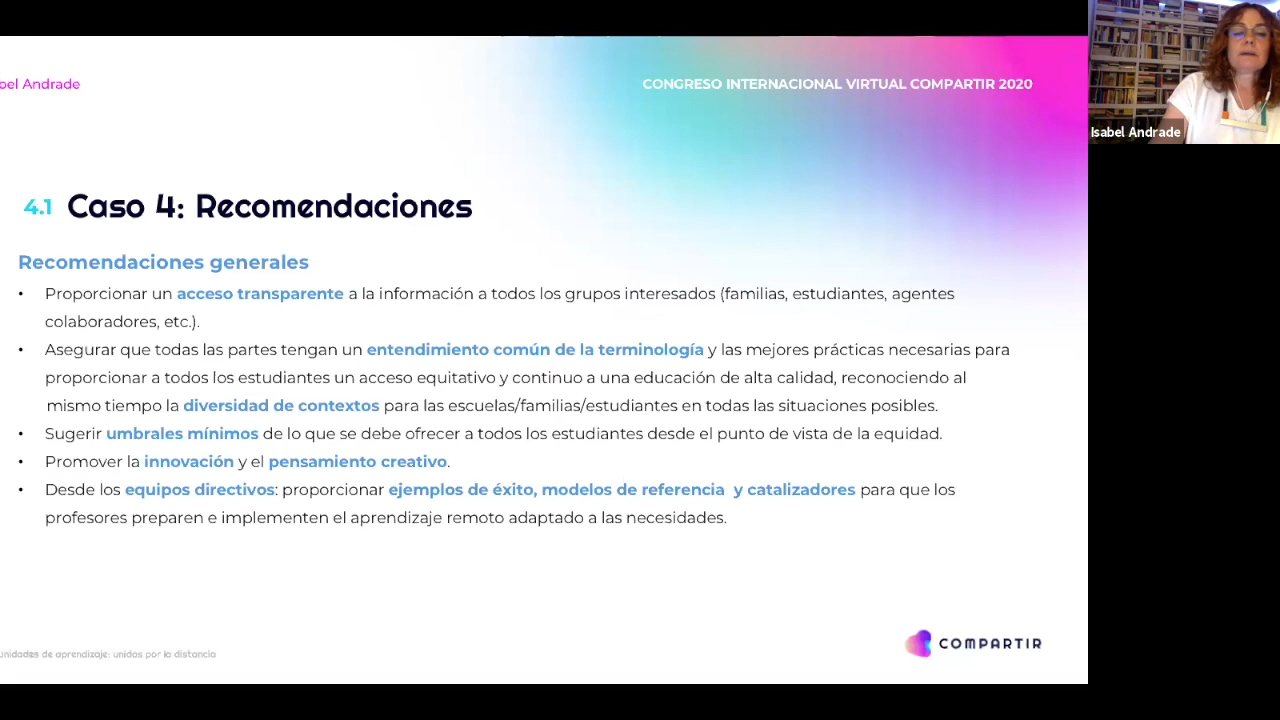 Andrade
CONGRESO INTERNACIONAL VIRTUAL COMPARTIR 2020
Isabel Andrade
4.1 Caso 4: Recomendaciones
Recomendaciones generales
• Proporcionar un acceso transparente a la información a todos los grupos interesados (familias, estudiantes, agentes
colaboradores, etc.).
• Asegurar que todas las partes tengan un entendimiento común de la terminología y las mejores prácticas necesarias para
proporcionar a todos los estudiantes un acceso equitativo y continuo a una educación de alta calidad, reconociendo al
mismo tiempo la diversidad de contextos para las escuelas/familias/estudiantes en todas las situaciones posibles.
• Sugerir umbrales mínimos de lo que se debe ofrecer a todos los estudiantes desde el punto de vista de la equidad.
• Promover la innovación y el pensamiento creativo.
• Desde los equipos directivos: proporcionar ejemplos de éxito, modelos de referencia y catalizadores para que los
profesores preparen e implementen el aprendizaje remoto adaptado a las necesidades.
de aprendizaje: unidos por la distancia
COMPARTIR